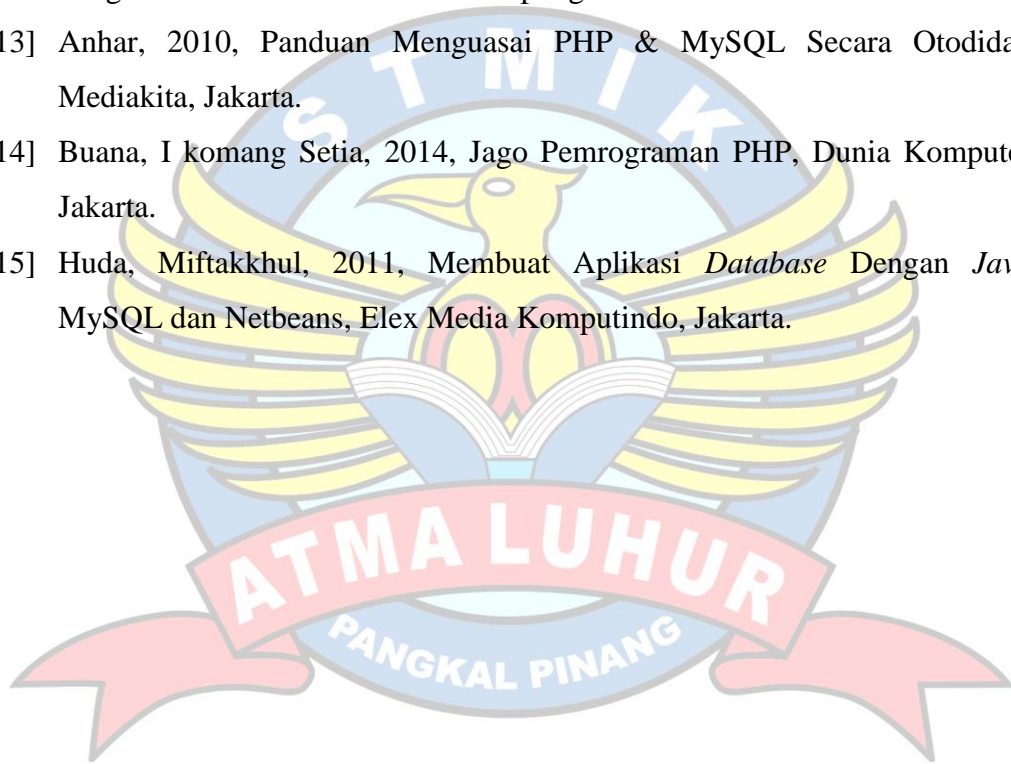 13] Anhar, 2010, Panduan Menguasai PHP & MySQL Secara Otodida
Mediakita, Jakarta.
14] Buana, I komang Setia, 2014, Jago Pemrograman PHP, Dunia Compute
Jakarta.
15] Huda, Miftakkhul, 2011, Membuat Aplikasi Database Dengan Jav
MySQL dan Netbeans, Elex Media Komputindo, Jakarta.
STMIK
ATMA LUHUR
PANGKAL PINANG